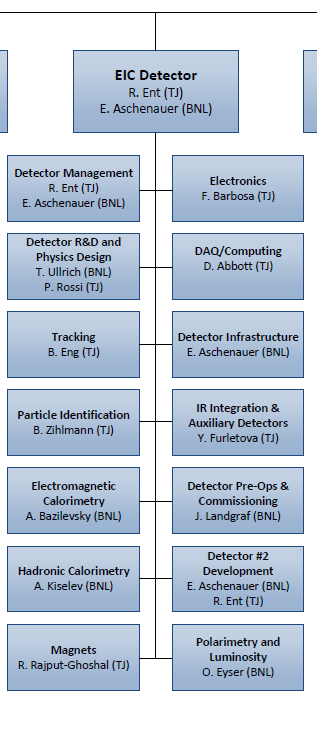 EIC Detector
R. Ent (TJ)
E. Aschenauer (BNL)
Detector Management
R. Ent (TJ)
E. Aschenauer (BNL)
Electronics
F. Barbosa (TJ)
Detector R&D and
Physics Design
T. Ullrich (BNL)
P. Rossi (TJ)
DAQ/Computing
D. Abbott (TJ)
Tracking
B. Eng (TJ)
Detector Infrastructure
E. Aschenauer (BNL)
Particle Identification
B. Zihlmann (TJ)
IR Integration &
Auxiliary Detectors
Y. Furletova (TJ)
Electromagnetic
Calorimetry
A. Bazilevsky (BNL)
Detector Pre-Ops &
Commissioning
J. Landgraf (BNL)
Hadronic Calorimetry
A. Kiselev (BNL)
Detector #2
Development
E. Aschenauer (BNL)
R. Ent (TJ)
Magnets
R. Rajput-Ghoshal (TJ)
Polarimetry and
Luminosity
O. Eyser (BNL)